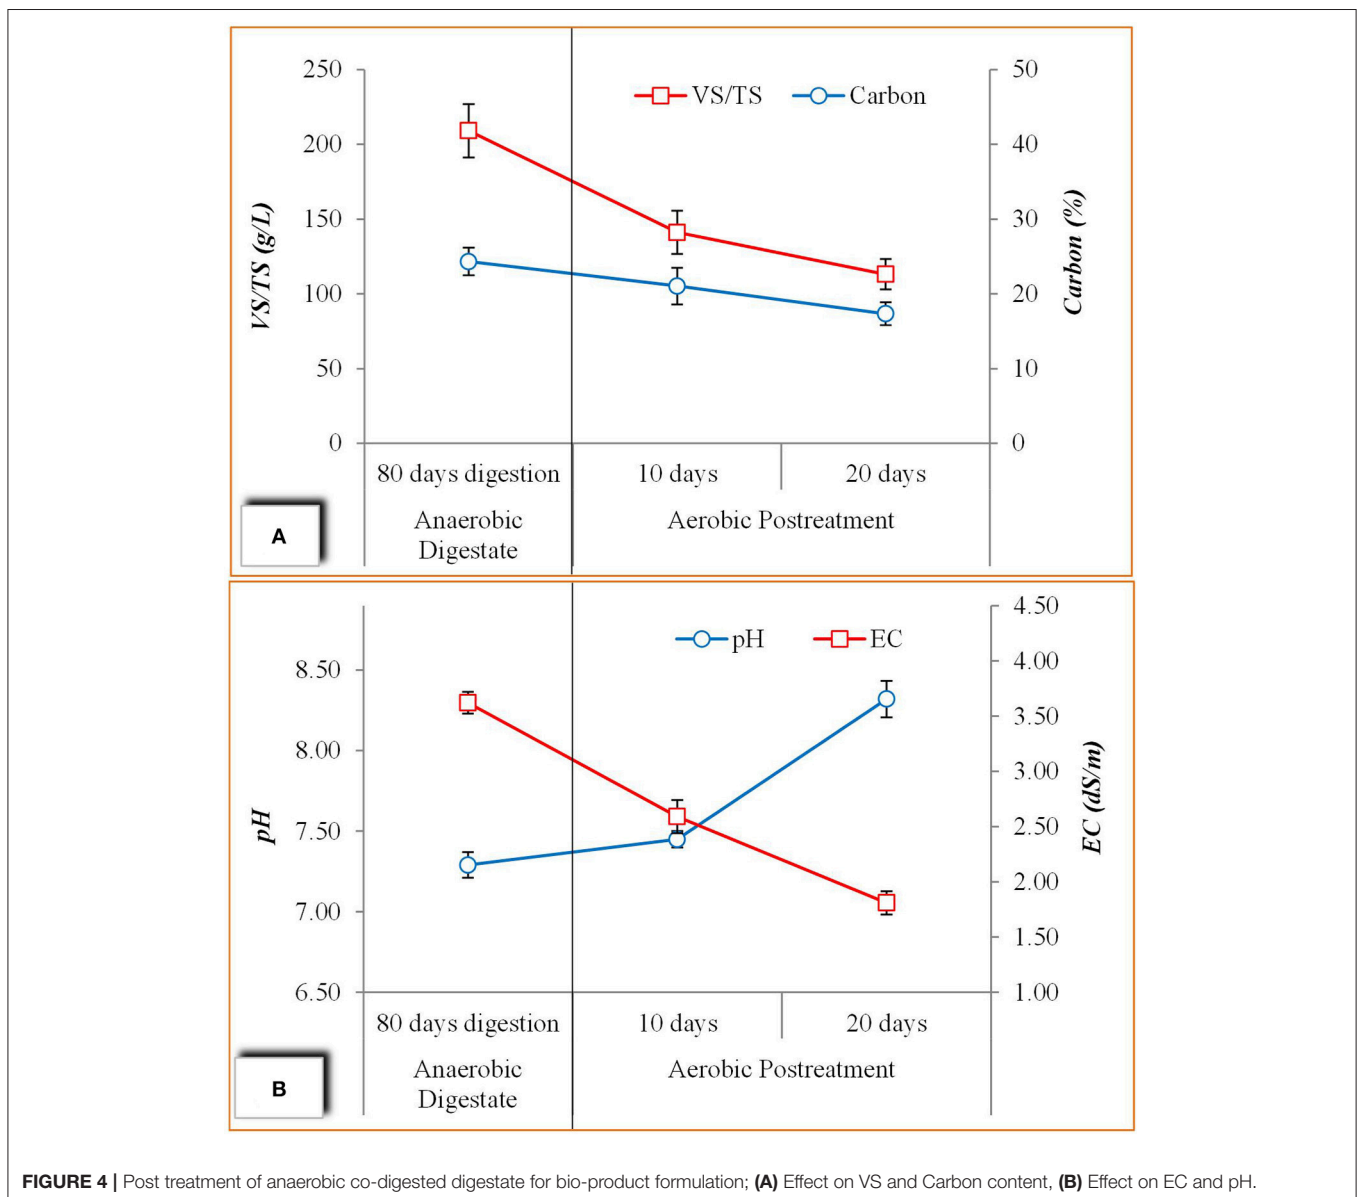 250
200
150
100
50
0
VS/TS (g/L)
VS/TS
Carbon
50
40
30
20
10
0
Carbon (%)
80 days digestion
10 days
20 days
Anaerobic
Digestate
Aerobic Postreatment
A
8.50
8.00
7.50
7.00
6.50
pH
pH
EC
4.50
4.00
3.50
3.00
2.50
2.00
1.50
1.00
EC (dS/m)
80 days digestion
10 days
20 days
Anaerobic
Digestate
Aerobic Postreatment
B
FIGURE 4 | Post treatment of anaerobic co-digested digestate for bio-product formulation; (A) Effect on VS and Carbon content, (B) Effect on EC and pH.